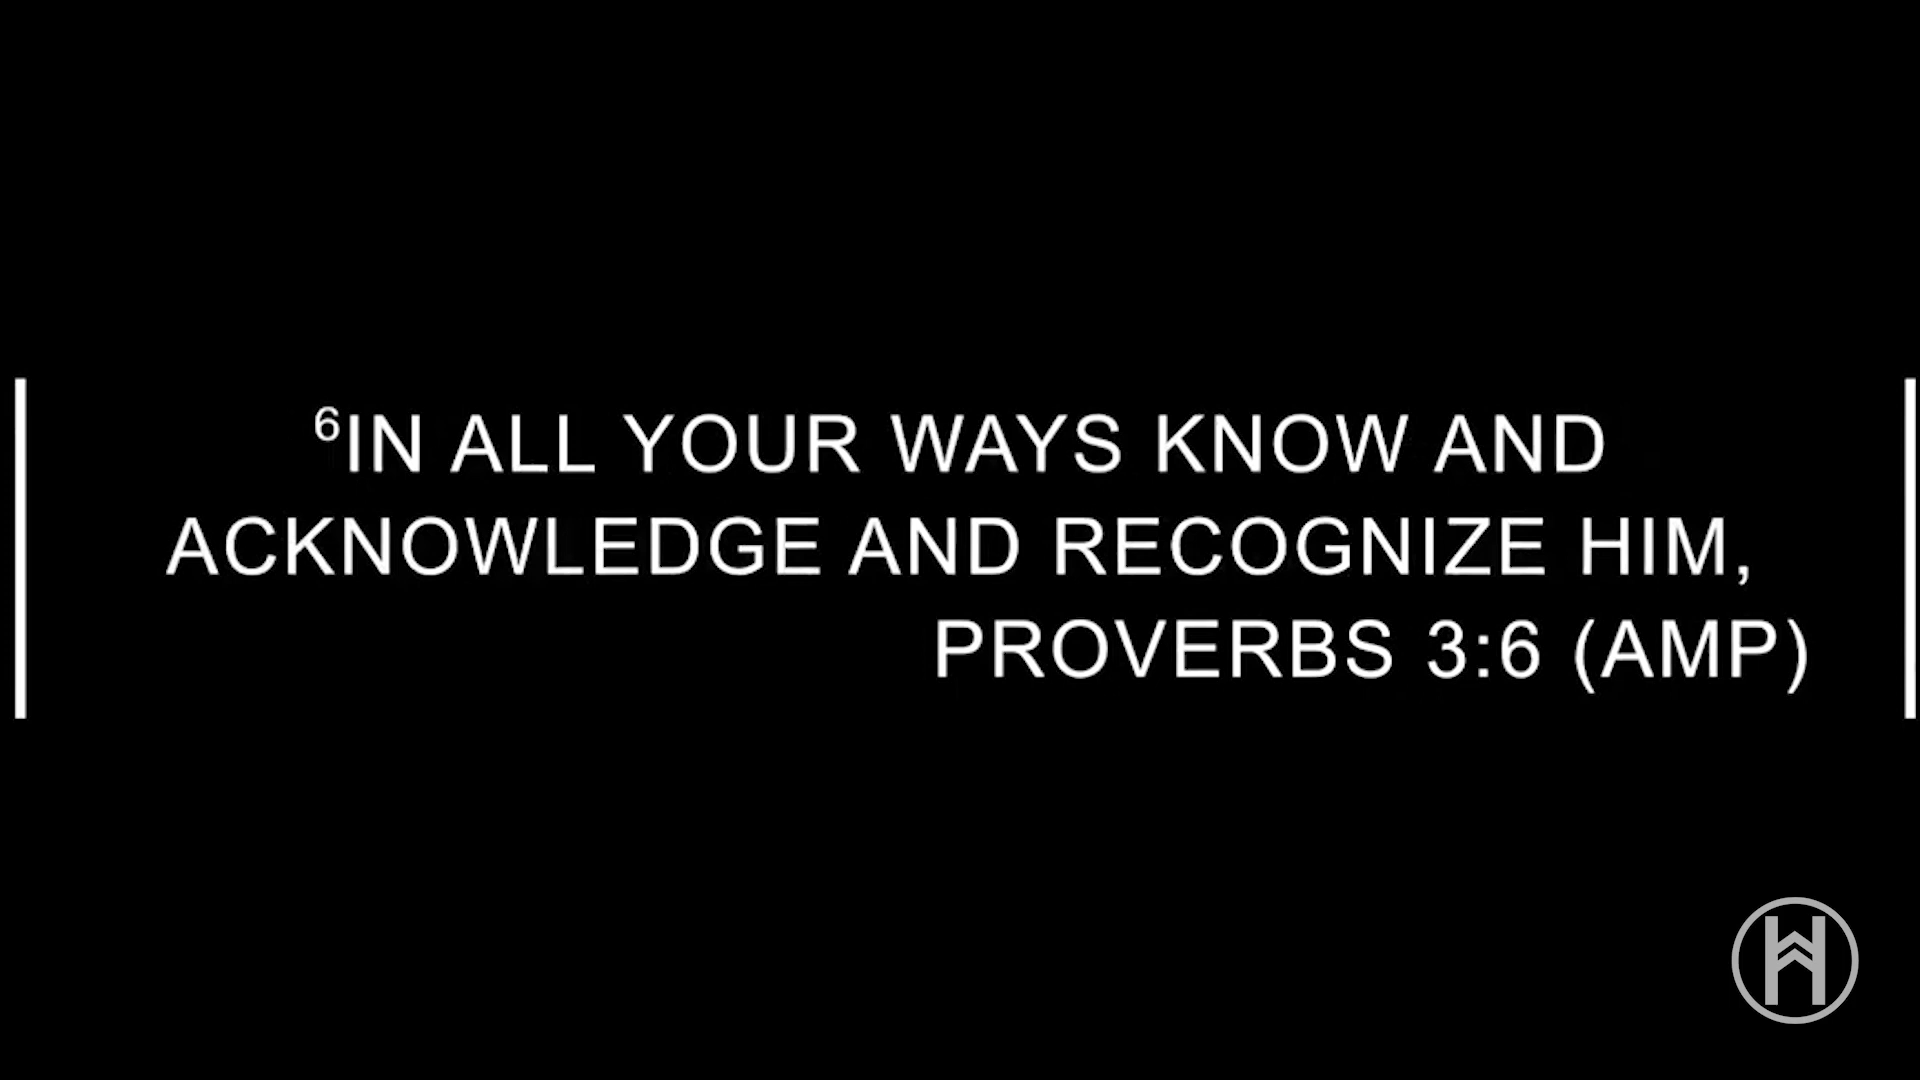 ⁶IN ALL YOUR WAYS KNOW AND
ACKNOWLEDGE AND RECOGNIZE HIM,
PROVERBS 3:6 (AMP)